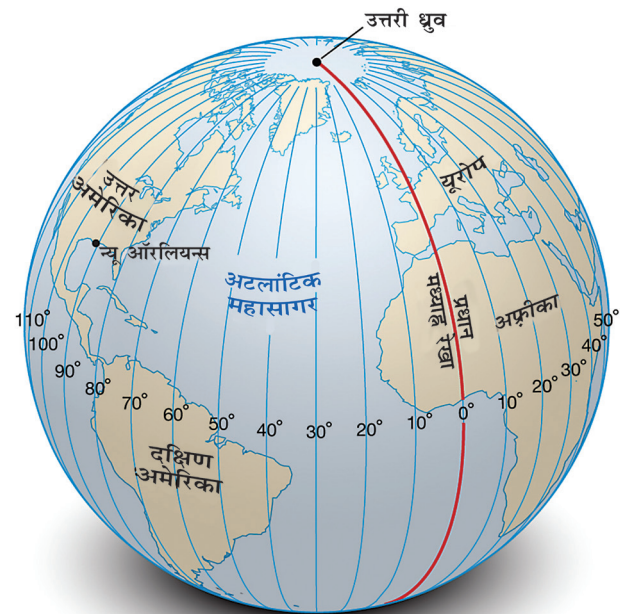 उत्तरी ध्रुव
उत्तर
अमेरिका
न्यू ऑरलियन्स
यूरोप
अटलांटिक
महासागर
प्रधान
मध्याह्न रेखा
अफ़्रीका
110°
100°
90°
80°
70°
60°
50°
40°
30°
20°
10°
0°
10°
20°
30°
40°
50°
दक्षिण
अमेरिका